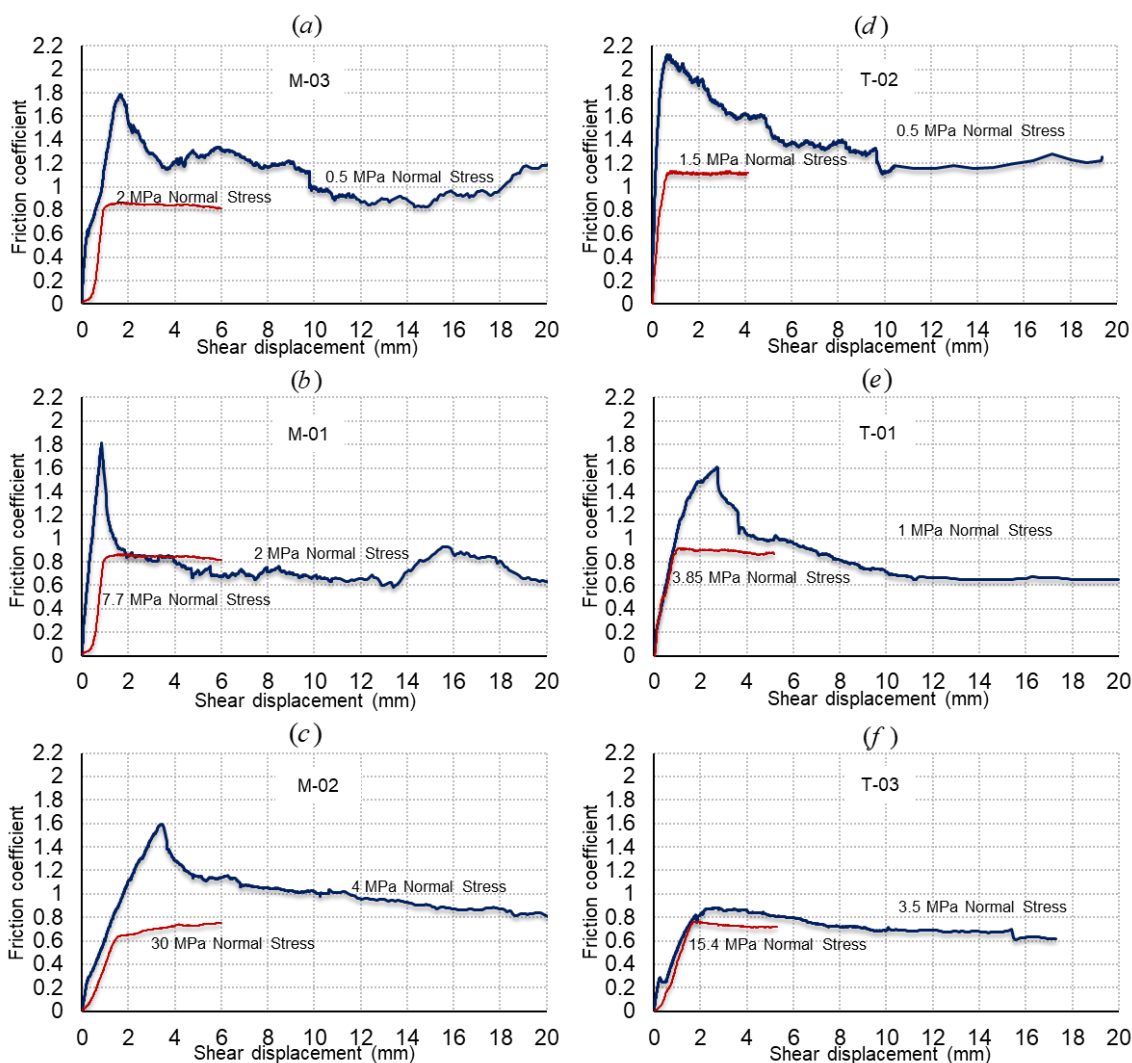 (a)
2.2
2
1.8
1.6
1.4
1.2
1
0.8
0.6
0.4
0.2
0
Friction coefficient
M-03
0.5 MPa Normal Stress
2 MPa Normal Stress
0 2 4 6 8 10 12 14 16 18 20
Shear displacement (mm)
(d)
2.2
2
1.8
1.6
1.4
1.2
1
0.8
0.6
0.4
0.2
0
Friction coefficient
T-02
0.5 MPa Normal Stress
1.5 MPa Normal Stress
0 2 4 6 8 10 12 14 16 18 20
Shear displacement (mm)
(b)
2.2
2
1.8
1.6
1.4
1.2
1
0.8
0.6
0.4
0.2
0
Friction coefficient
M-01
2 MPa Normal Stress
7.7 MPa Normal Stress
0 2 4 6 8 10 12 14 16 18 20
Shear displacement (mm)
(e)
2.2
2
1.8
1.6
1.4
1.2
1
0.8
0.6
0.4
0.2
0
Friction coefficient
T-01
1 MPa Normal Stress
3.85 MPa Normal Stress
0 2 4 6 8 10 12 14 16 18 20
Shear displacement (mm)
(c)
2.2
2
1.8
1.6
1.4
1.2
1
0.8
0.6
0.4
0.2
0
Friction coefficient
M-02
4 MPa Normal Stress
30 MPa Normal Stress
0 2 4 6 8 10 12 14 16 18 20
Shear displacement (mm)
(f)
2.2
2
1.8
1.6
1.4
1.2
1
0.8
0.6
0.4
0.2
0
Friction coefficient
T-03
3.5 MPa Normal Stress
15.4 MPa Normal Stress
0 2 4 6 8 10 12 14 16 18 20
Shear displacement (mm)